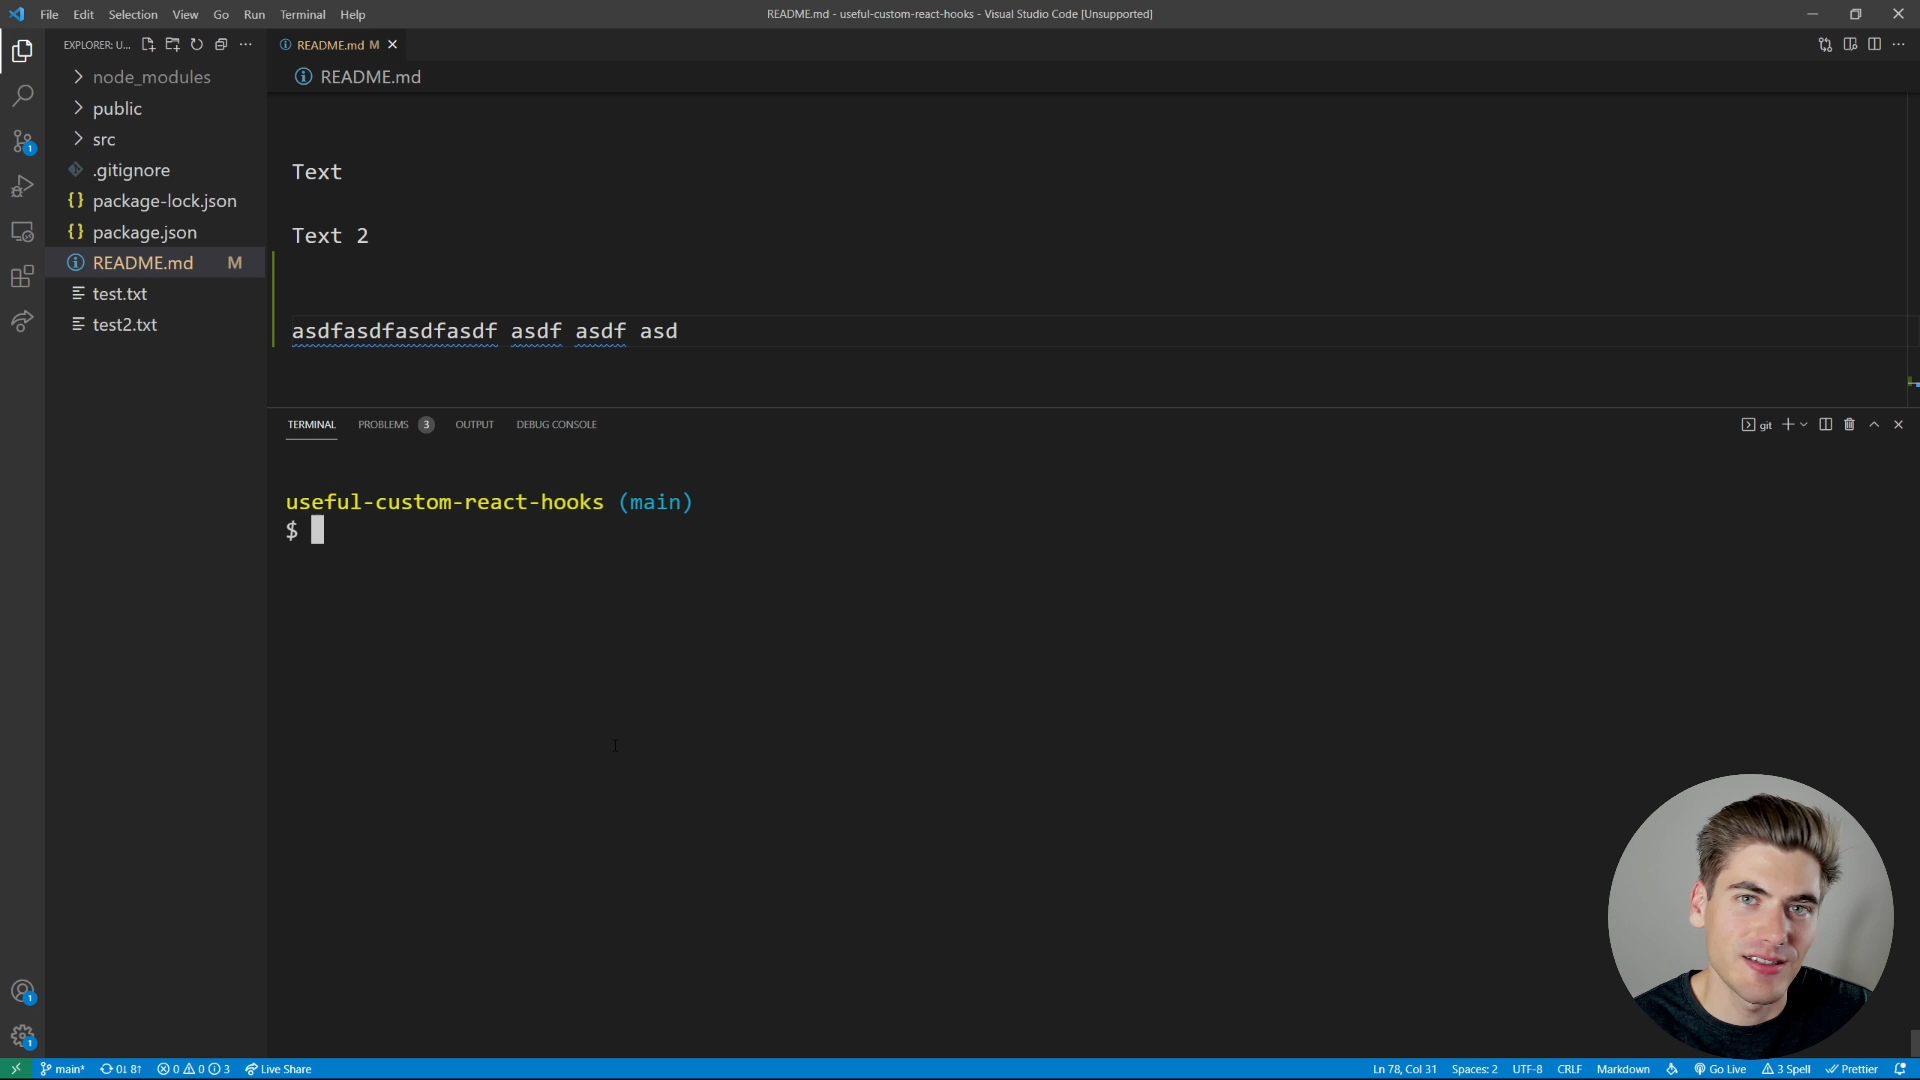 File Edit Selection View Go Run Terminal Help
README.md - useful-custom-react-hooks - Visual Studio Code [Unsupported]
EXPLORER: U...
README.md M
README.md
node_modules
public
src
.gitignore
package-lock.json
package.json
README.md M
test.txt
test2.txt
Text
Text 2
asdfasdfasdfasdf asdf asdf asd
TERMINAL PROBLEMS 3 OUTPUT DEBUG CONSOLE
git
useful-custom-react-hooks (main)
$
1
1
1
main* 0↓ 8↑ 0 0 3 Live Share
Ln 78, Col 31 Spaces: 2 UTF-8 CRLF Markdown Go Live 3 Spell Prettier